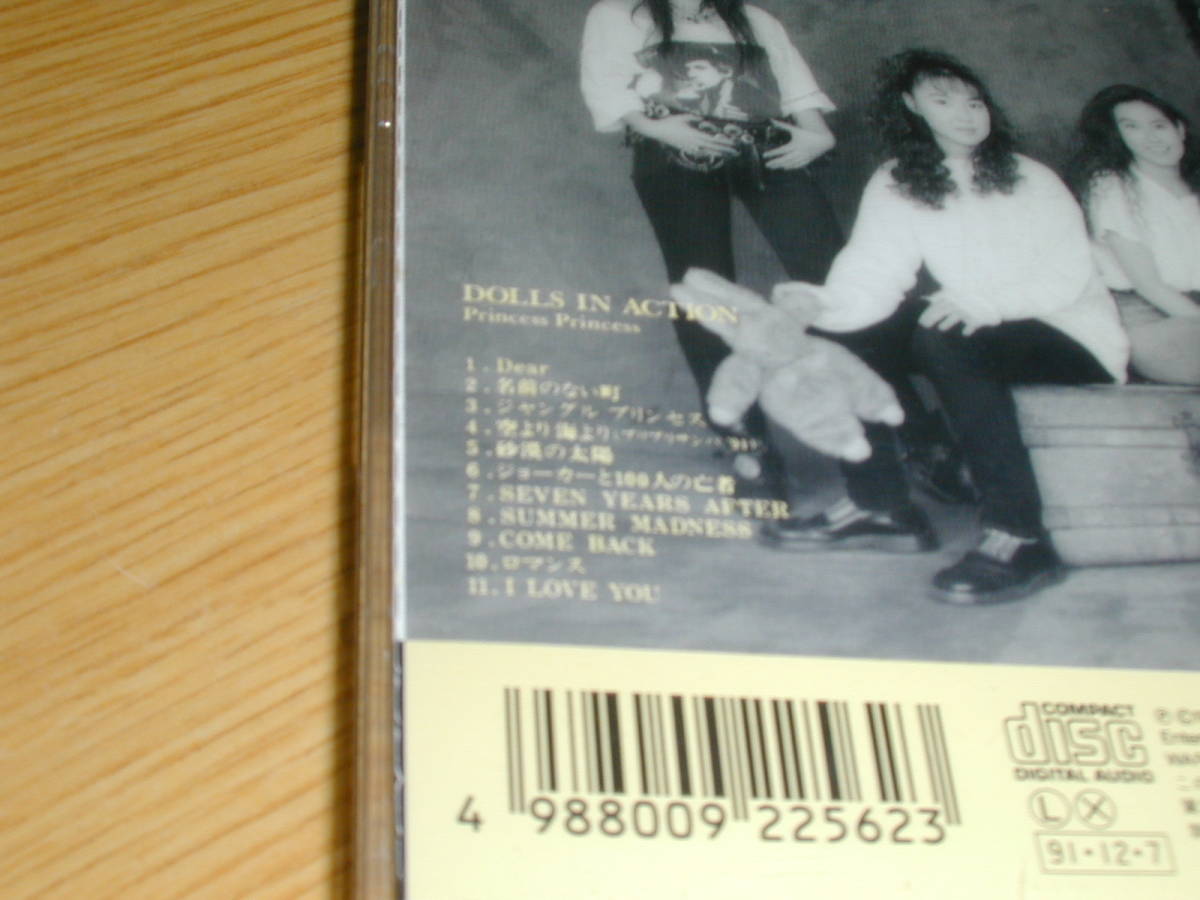 DOLLS IN ACTION
Princess Princess
1. Dear
2. 名前のない町
3. ジャングル プリンセス
4. 空より海より
5. 砂漠の太陽
6. ジョーカーと100人の亡者
7. SEVEN YEARS AFTER
8. SUMMER MADNESS
9. COME BACK
10. ロマンス
11. I LOVE YOU
4 988009 225623
COMPACT
disc
DIGITAL AUDIO
L X
91・12・7